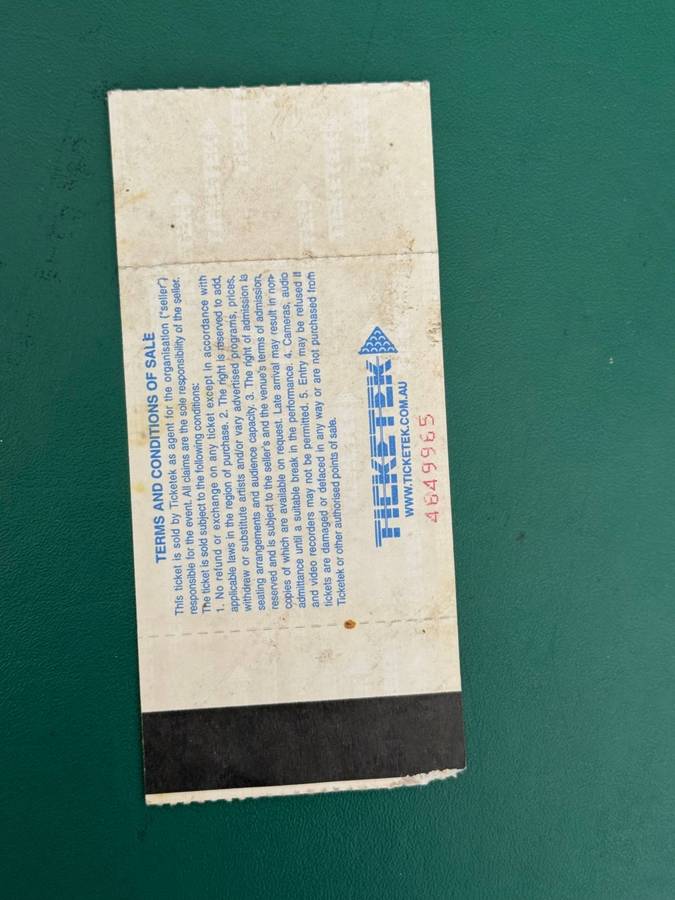 TERMS AND CONDITIONS OF SALE
This ticket is sold by Ticketek as agent for the organisation ("seller")
responsible for the event. All claims are the sole responsibility of the seller.
The ticket is sold subject to the following conditions:
1. No refund or exchange on any ticket except in accordance with
applicable laws in the region of purchase. 2. The right is reserved to add,
withdraw or substitute artists and/or vary advertised programs, prices,
seating arrangements and audience capacity. 3. The right of admission is
reserved and is subject to the seller's and the venue's terms of admission,
copies of which are available on request. Late arrival may result in non-
admittance until a suitable break in the performance. 4. Cameras, audio
and video recorders may not be permitted. 5. Entry may be refused if
tickets are damaged or defaced in any way or are not purchased from
Ticketek or other authorised points of sale.
TICKETEK
WWW.TICKETEK.COM.AU
4849965